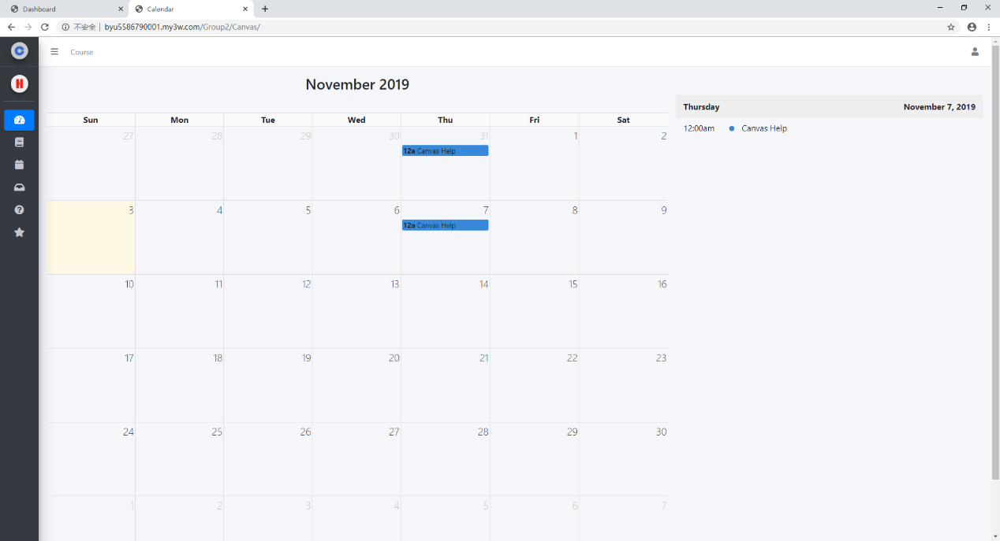 Dashboard
Calendar
不安全
byu5586790001.my3w.com/Group2/Canvas/
Course
November 2019
Sun Mon Tue Wed Thu Fri Sat
27 28 29 30 31 1 2
12a Canvas Help
3 4 5 6 7 8 9
12a Canvas Help
10 11 12 13 14 15 16
17 18 19 20 21 22 23
24 25 26 27 28 29 30
1 2 3 4 5 6 7
Thursday November 7, 2019
12:00am Canvas Help